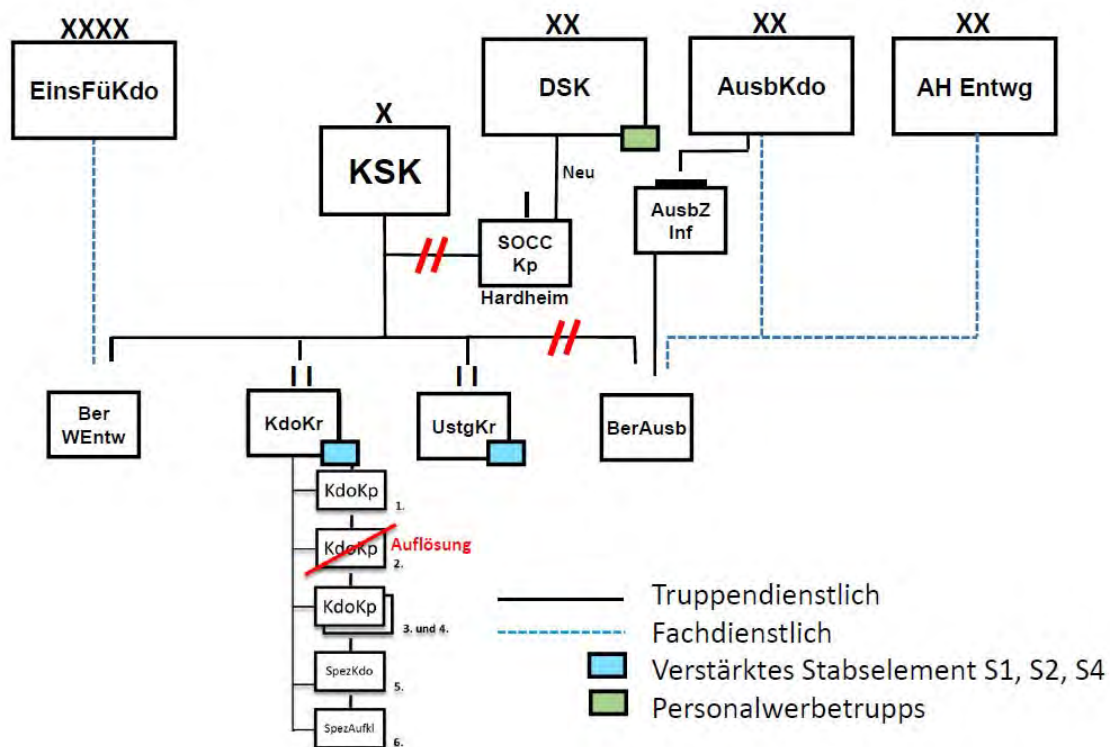 XXXX
EinsFüKdo
X
KSK
XX
DSK
Neu
XX
AusbKdo
XX
AH Entwg
I
SOCC
Kp
Hardheim
AusbZ
Inf
Ber
WEntw
II
KdoKr
II
UstgKr
BerAusb
KdoKp
1.
KdoKp
2.
Auflösung
KdoKp
3. und 4.
SpezKdo
5.
SpezAufkl
6.
Truppendienstlich
Fachdienstlich
Verstärktes Stabselement S1, S2, S4
Personalwerbetrupps